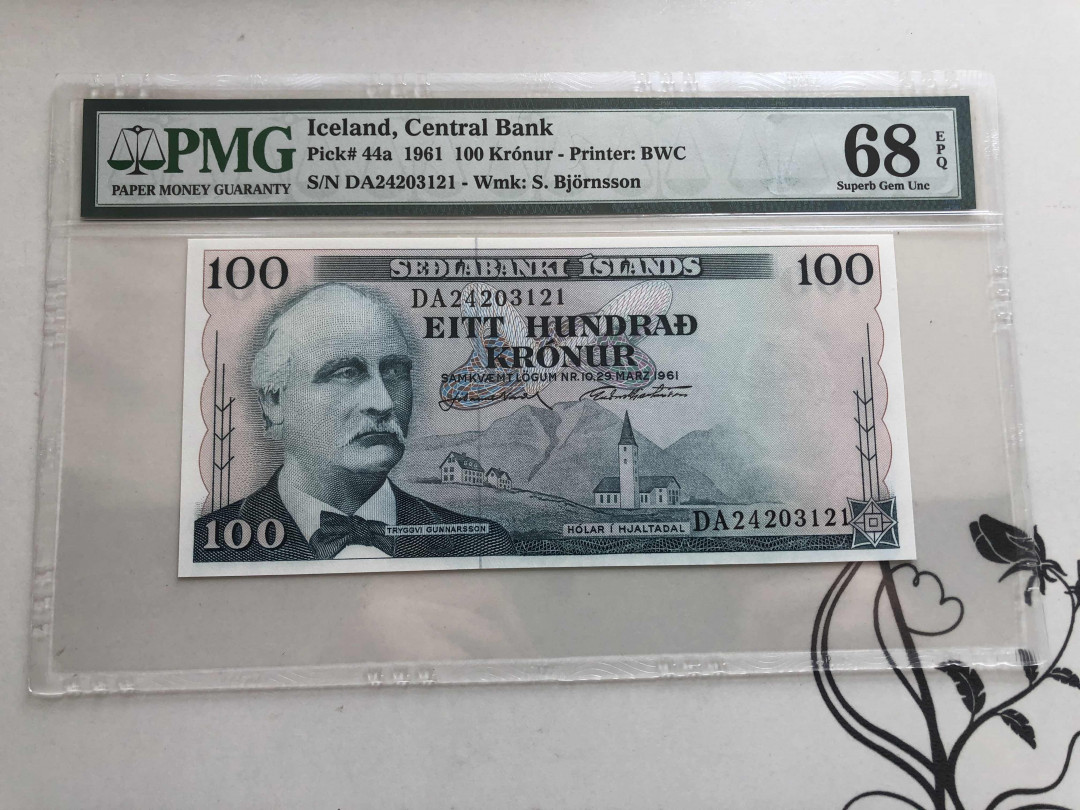 PMG
PAPER MONEY GUARANTY
Iceland, Central Bank
Pick# 44a 1961 100 Krónur - Printer: BWC
S/N DA24203121 - Wmk: S. Björnsson
68
EPQ
Superb Gem Unc
100
SEÐLABANKI ÍSLANDS
100
DA24203121
EITT HUNDRAÐ
KRÓNUR
SAMKVÆMT LÖGUM NR. 10, 29. MARZ 1961
100
TRYGGVI GUNNARSSON
HÓLAR Í HJALTADAL
DA24203121